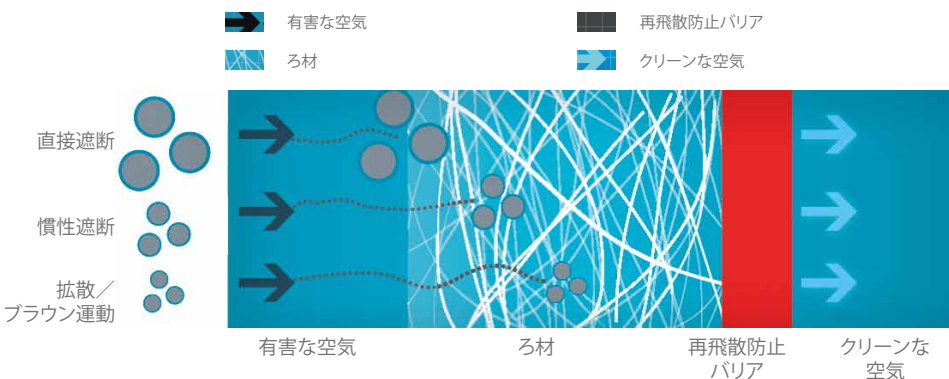 有害な空気
再飛散防止バリア
ろ材
クリーンな空気
直接遮断
慣性遮断
拡散／
ブラウン運動
有害な空気
ろ材
再飛散防止
バリア
クリーンな
空気